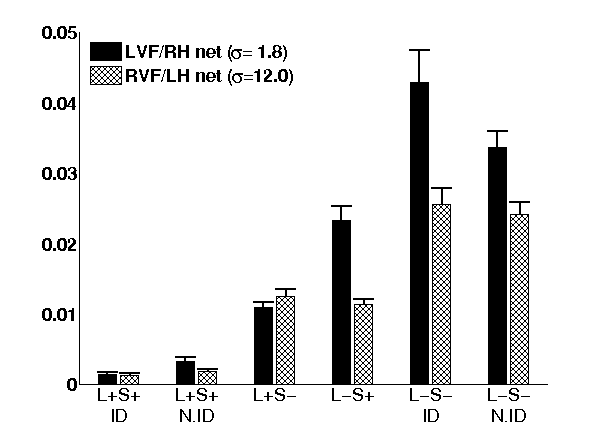 0.05
LVF/RH net (σ= 1.8)
RVF/LH net (σ=12.0)
0.04
0.03
0.02
0.01
0
L+S+ L+S+ L+S− L−S+ L−S− L−S−
ID N.ID ID N.ID